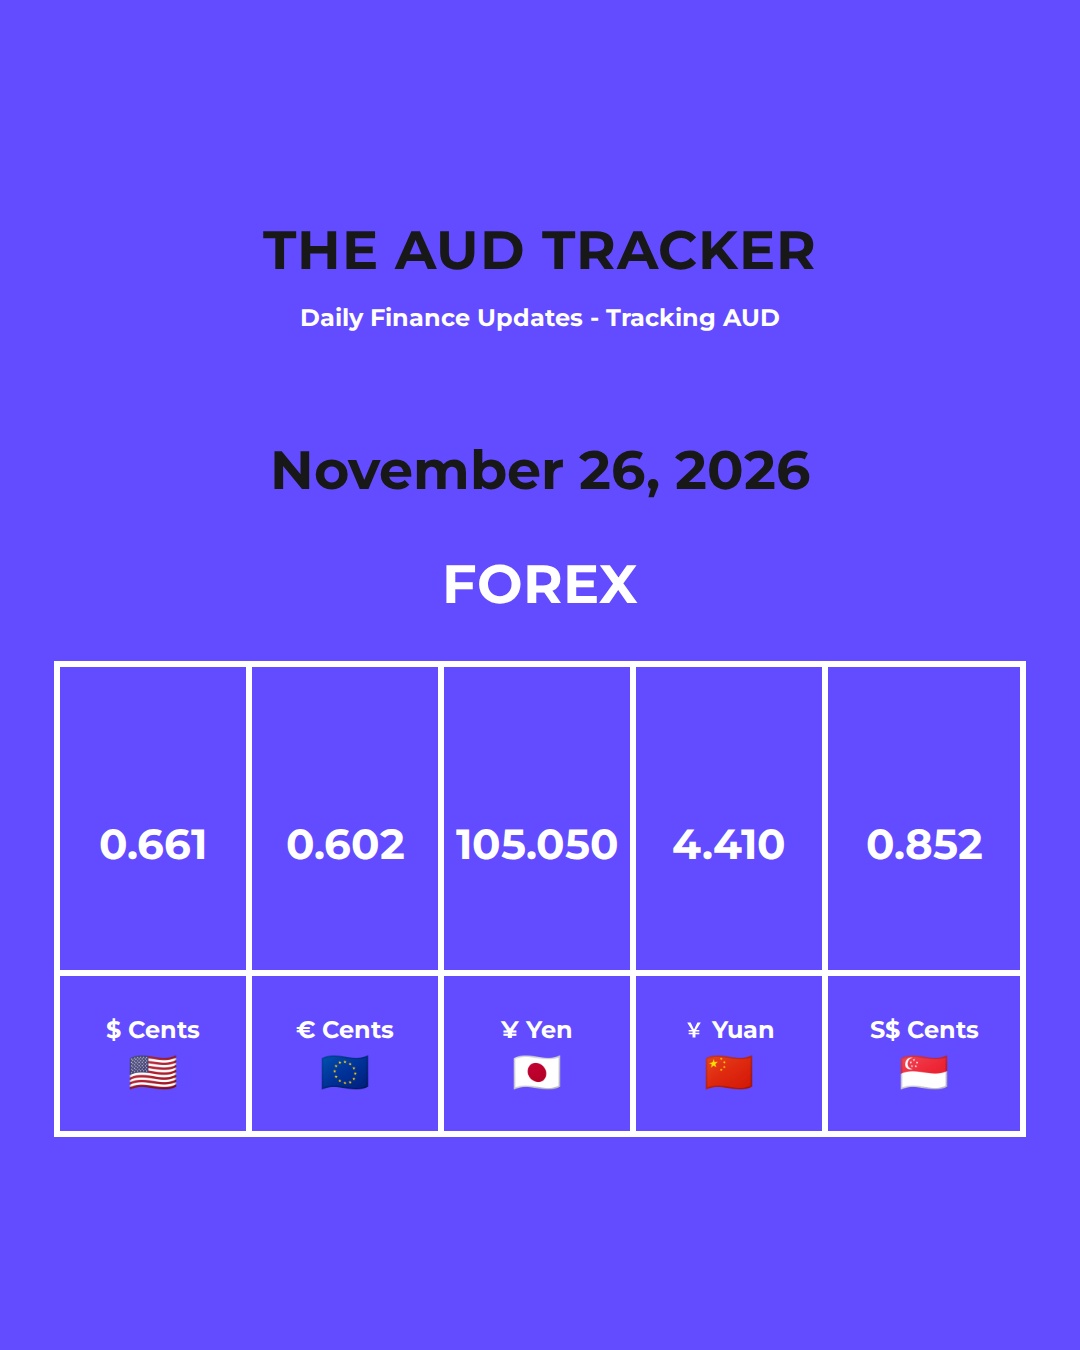 THE AUD TRACKER
Daily Finance Updates - Tracking AUD
November 26, 2026
FOREX
0.661 0.602 105.050 4.410 0.852
$ Cents € Cents ¥ Yen ¥ Yuan S$ Cents